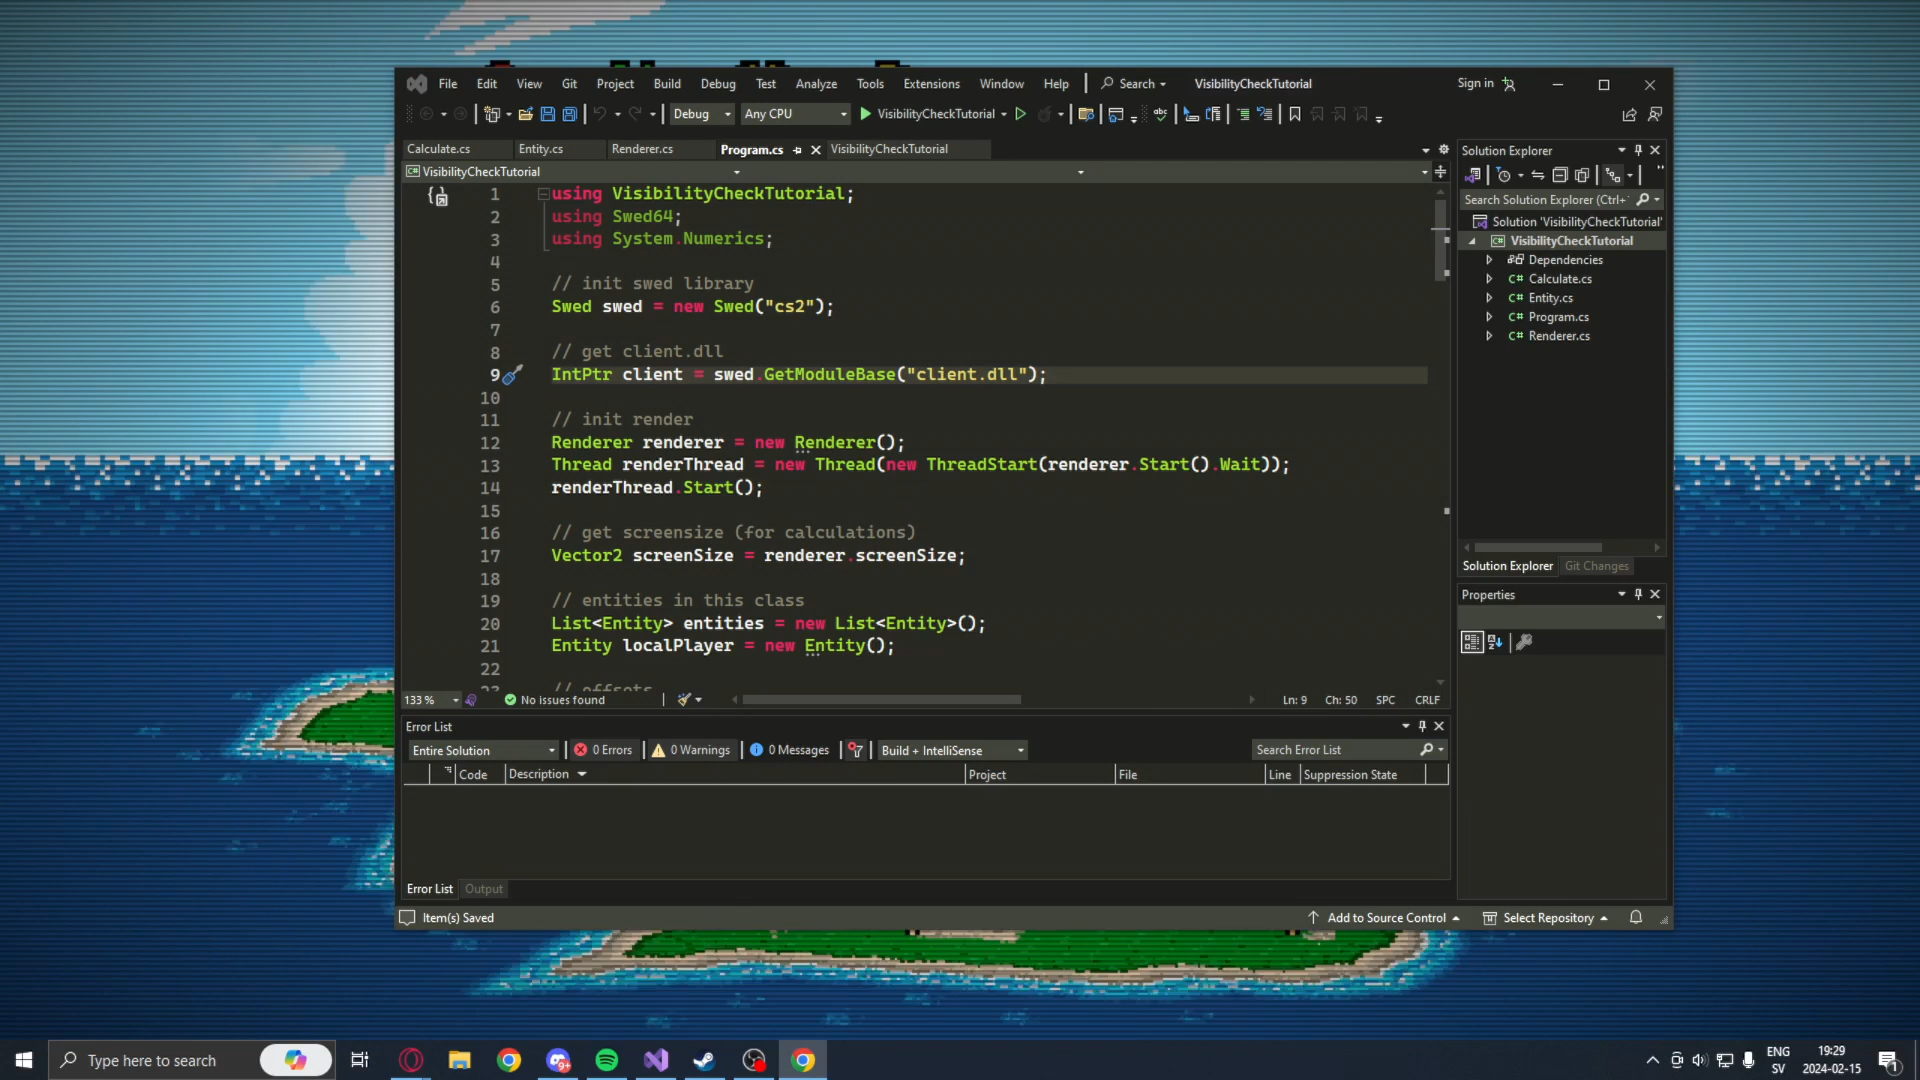 File Edit View Git Project Build Debug Test Analyze Tools Extensions Window Help Search VisibilityCheckTutorial Sign in
Debug Any CPU VisibilityCheckTutorial
Calculate.cs Entity.cs Renderer.cs Program.cs VisibilityCheckTutorial
VisibilityCheckTutorial
1 using VisibilityCheckTutorial;
2 using Swed64;
3 using System.Numerics;
4
5 // init swed library
6 Swed swed = new Swed("cs2");
7
8 // get client.dll
9 IntPtr client = swed.GetModuleBase("client.dll");
10
11 // init render
12 Renderer renderer = new Renderer();
13 Thread renderThread = new Thread(new ThreadStart(renderer.Start().Wait));
14 renderThread.Start();
15
16 // get screensize (for calculations)
17 Vector2 screenSize = renderer.screenSize;
18
19 // entities in this class
20 List<Entity> entities = new List<Entity>();
21 Entity localPlayer = new Entity();
22
23 // offsets
133 % No issues found Ln: 9 Ch: 50 SPC CRLF
Error List
Entire Solution 0 Errors 0 Warnings 0 Messages Build + IntelliSense Search Error List
Code Description Project File Line Suppression State
Error List Output
Item(s) Saved Add to Source Control Select Repository
Solution Explorer
Search Solution Explorer (Ctrl+
Solution 'VisibilityCheckTutorial'
VisibilityCheckTutorial
Dependencies
C# Calculate.cs
C# Entity.cs
C# Program.cs
C# Renderer.cs
Solution Explorer Git Changes
Properties
Type here to search
9+
ENG
SV
19:29
2024-02-15
1